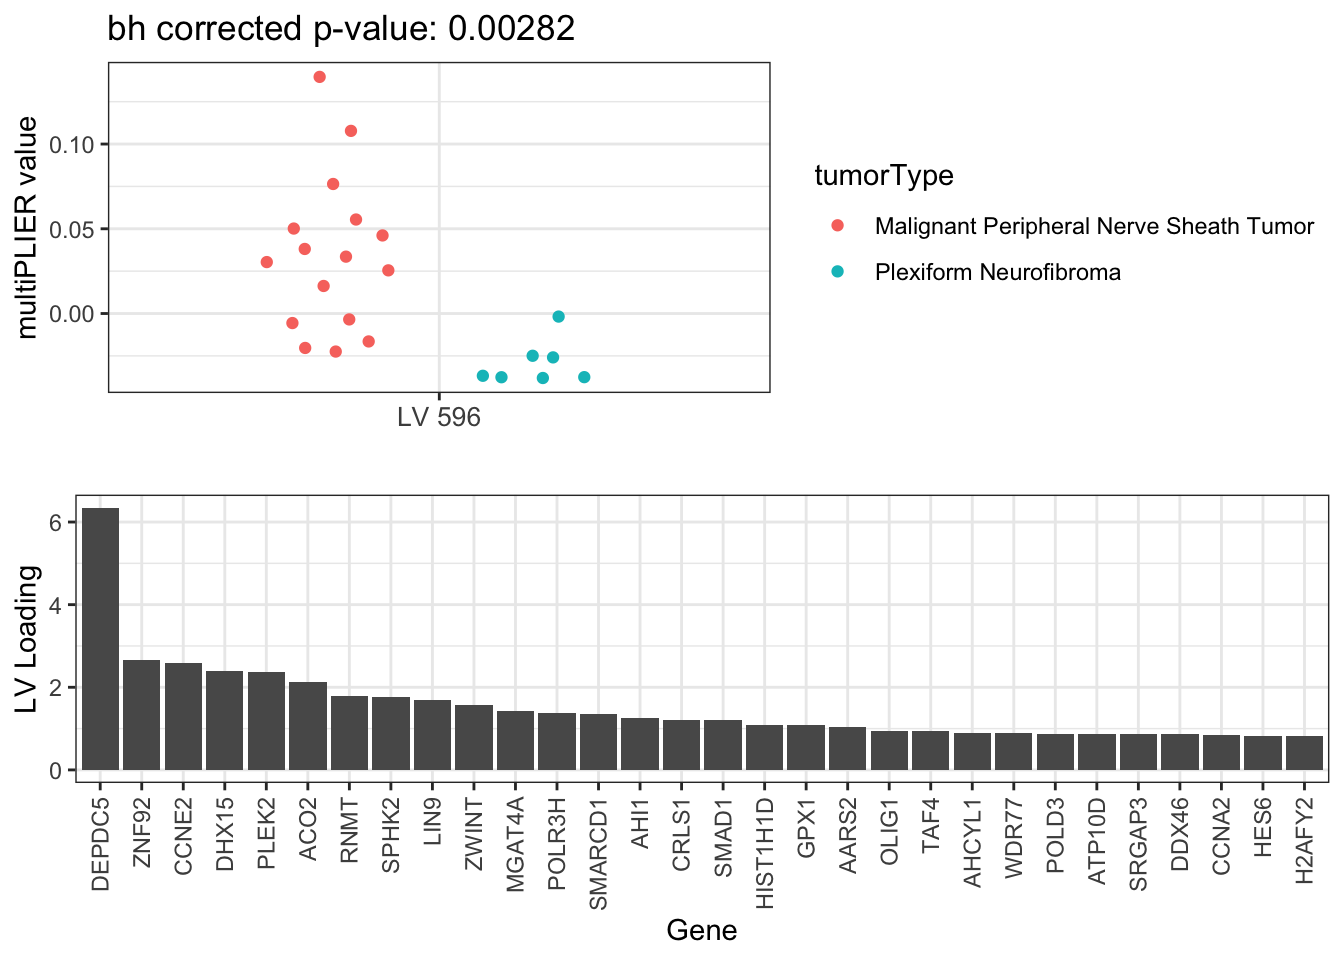 bh corrected p-value: 0.00282
multiPLIER value
0.10
0.05
0.00
LV 596
tumorType
Malignant Peripheral Nerve Sheath Tumor
Plexiform Neurofibroma
LV Loading
6
4
2
0
DEPDC5
ZNF92
CCNE2
DHX15
PLEK2
ACO2
RNMT
SPHK2
LIN9
ZWINT
MGAT4A
POLR3H
SMARCD1
AHI1
CRLS1
SMAD1
HIST1H1D
GPX1
AARS2
OLIG1
TAF4
AHCYL1
WDR77
POLD3
ATP10D
SRGAP3
DDX46
CCNA2
HES6
H2AFY2
Gene